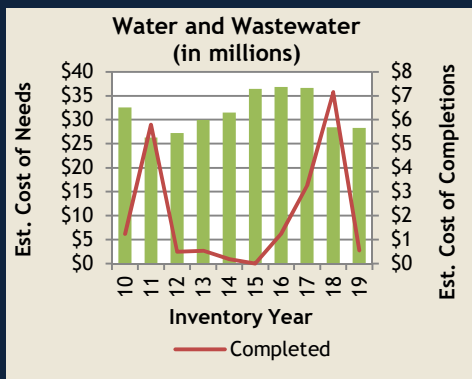 Water and Wastewater
(in millions)
Est. Cost of Needs
$40
$35
$30
$25
$20
$15
$10
$5
$0
$8
$7
$6
$5
$4
$3
$2
$1
$0
Est. Cost of Completions
10 11 12 13 14 15 16 17 18 19
Inventory Year
Completed